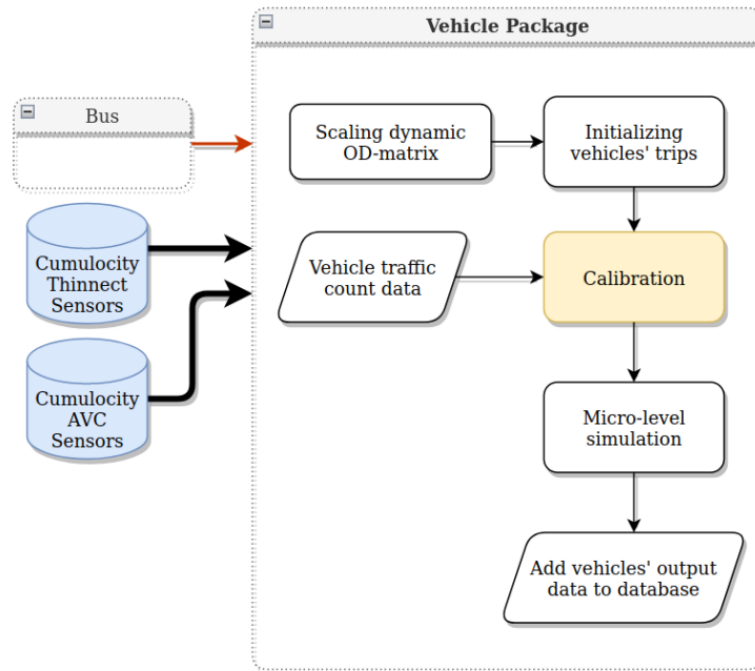 Vehicle Package
Bus
Scaling dynamic
OD-matrix
Initializing
vehicles' trips
Cumulocity
Thinnect
Sensors
Vehicle traffic
count data
Calibration
Cumulocity
AVC
Sensors
Micro-level
simulation
Add vehicles' output
data to database